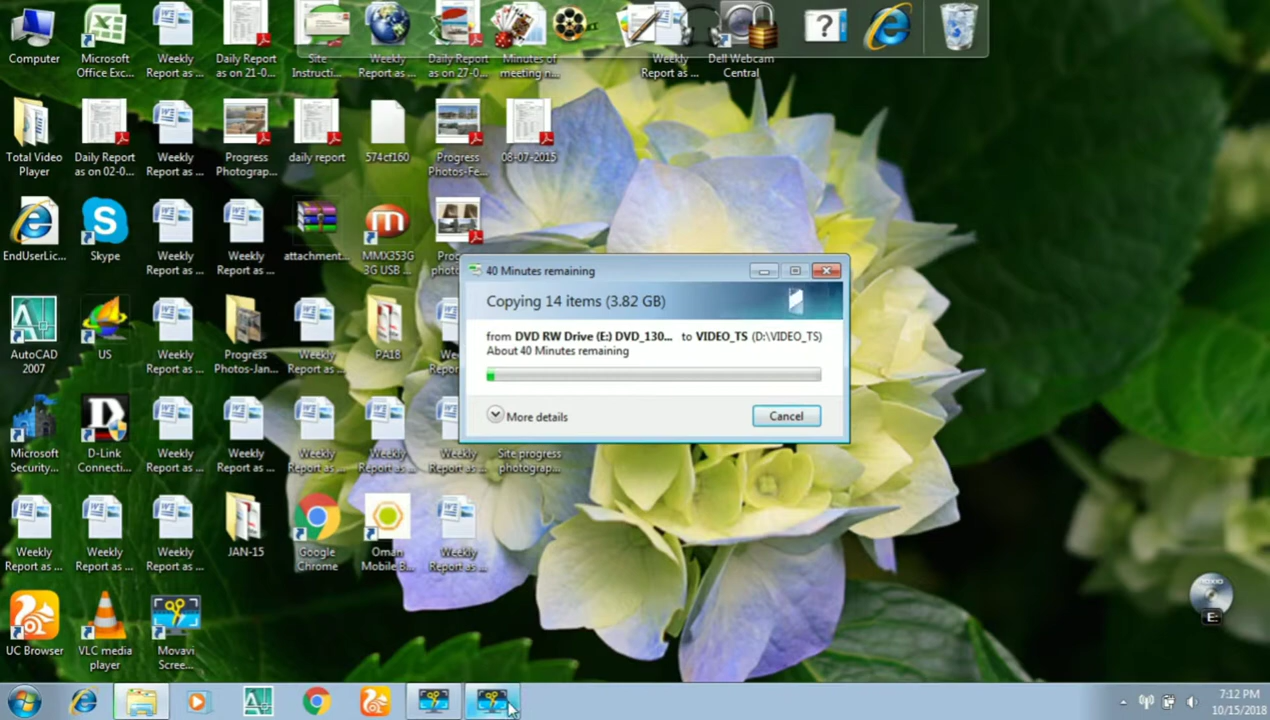 Computer
Microsoft
Office Exc...
Weekly
Report as ...
Daily Report
as on 21-0...
Site
Instructi...
Weekly
Report as ...
Daily Report
as on 27-0...
Minutes of
meeting n...
Weekly
Report as ...
Dell Webcam
Central
Total Video
Player
Daily Report
as on 02-0...
Weekly
Report as ...
Progress
Photograp...
daily report
574cf160
Progress
Photos-Fe...
08-07-2015
EndUserLic...
Skype
Weekly
Report as ...
Weekly
Report as ...
attachment...
MMX353G
3G USB ...
AutoCAD
2007
US
Weekly
Report as ...
Progress
Photos-Jan...
Weekly
Report as ...
PA18
40 Minutes remaining
Copying 14 items (3.82 GB)
from DVD RW Drive (E:) DVD_130... to VIDEO_TS (D:\VIDEO_TS)
About 40 Minutes remaining
More details
Cancel
Microsoft
Security...
D-Link
Connecti...
Weekly
Report as ...
Weekly
Report as ...
Weekly
Report as ...
Weekly
Report as ...
Weekly
Report as ...
Site progress
photograp...
Weekly
Report as ...
Weekly
Report as ...
Weekly
Report as ...
JAN-15
Google
Chrome
Oman
Mobile B...
Weekly
Report as ...
UC Browser
VLC media
player
Movavi
Scree...
E:
7:12 PM
10/15/2018